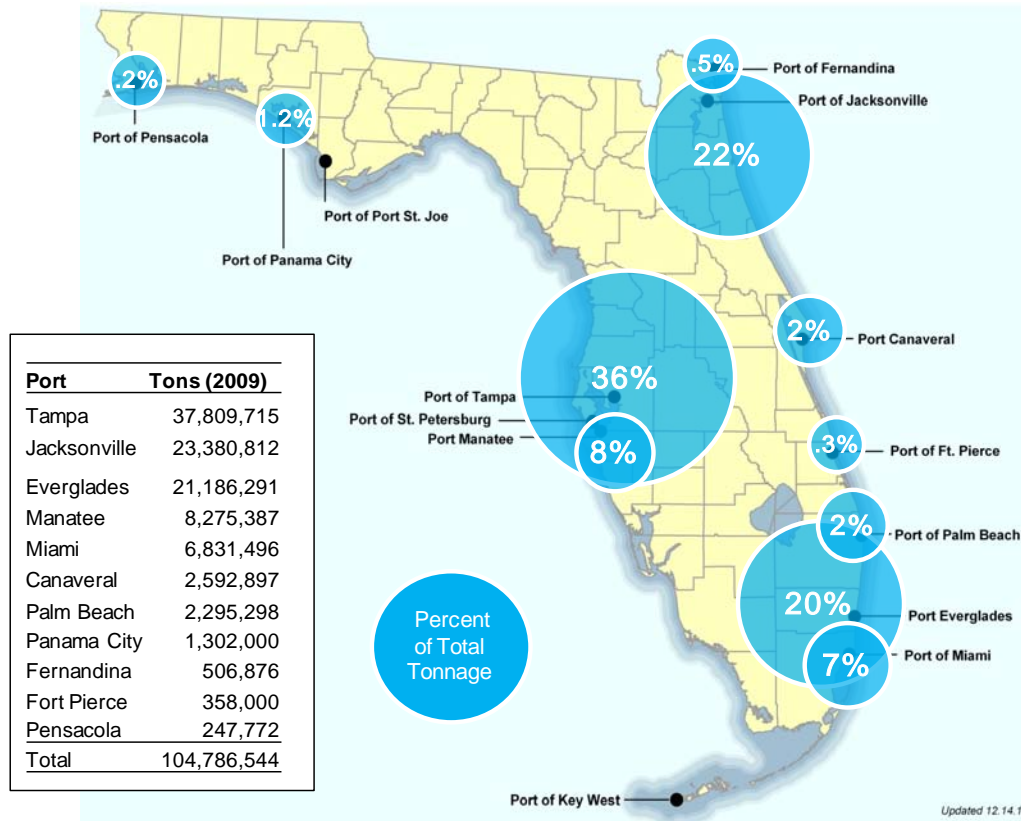 .2%
Port of Pensacola
1.2%
Port of Port St. Joe
Port of Panama City
.5%
Port of Fernandina
Port of Jacksonville
22%
2%
Port Canaveral
36%
Port of Tampa
Port of St. Petersburg
Port Manatee
8%
.3%
Port of Ft. Pierce
2%
Port of Palm Beach
20%
Port Everglades
7%
Port of Miami
Port of Key West
Percent
of Total
Tonnage
Port Tons (2009)
Tampa 37,809,715
Jacksonville 23,380,812
Everglades 21,186,291
Manatee 8,275,387
Miami 6,831,496
Canaveral 2,592,897
Palm Beach 2,295,298
Panama City 1,302,000
Fernandina 506,876
Fort Pierce 358,000
Pensacola 247,772
Total 104,786,544
Updated 12.14.1